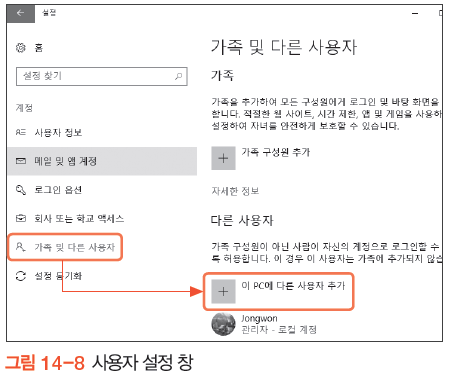 설정
홈
설정 찾기
계정
사용자 정보
메일 및 앱 계정
로그인 옵션
회사 또는 학교 액세스
가족 및 다른 사용자
설정 동기화
가족 및 다른 사용자
가족
가족을 추가하여 모든 구성원에게 로그인 및 바탕 화면을
합니다. 적절한 웹 사이트, 시간 제한, 앱 및 게임을 사용하
설정하여 자녀를 안전하게 보호할 수 있습니다.
가족 구성원 추가
자세한 정보
다른 사용자
가족 구성원이 아닌 사람이 자신의 계정으로 로그인할 수
록 허용합니다. 이 경우 이 사용자는 가족에 추가되지 않습
이 PC에 다른 사용자 추가
Jongwon
관리자 - 로컬 계정
그림 14-8 사용자 설정 창